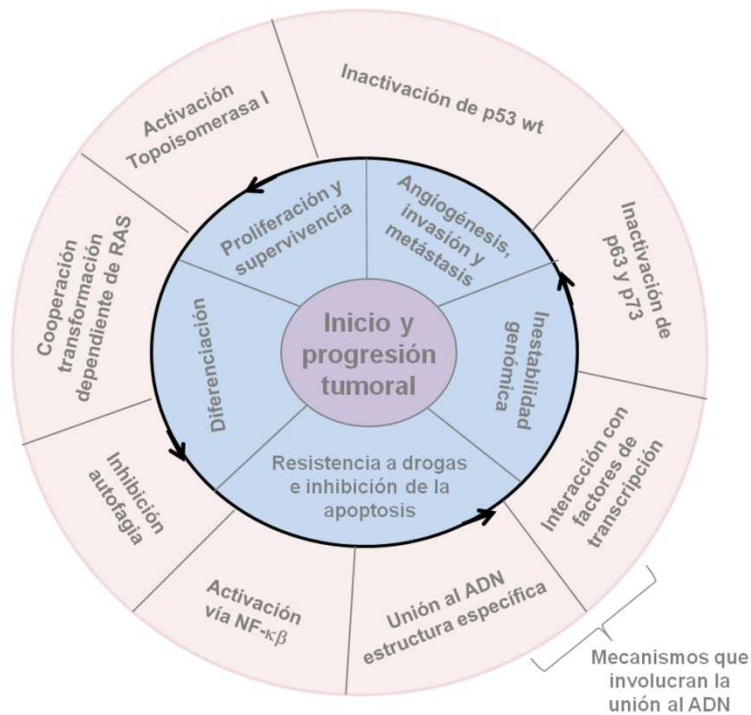 Inactivación de p53 wt
Inactivación de
p63 y p73
Interacción con
factores de
transcripción
Unión al ADN
estructura específica
Activación
vía NF-κβ
Inhibición
autofagia
Cooperación
transformación
dependiente de RAS
Activación
Topoisomerasa I
Proliferación y
supervivencia
Angiogénesis,
invasión y
metástasis
Inestabilidad
genómica
Resistencia a drogas
e inhibición de la
apoptosis
Diferenciación
Inicio y
progresión
tumoral
Mecanismos que
involucran la
unión al ADN